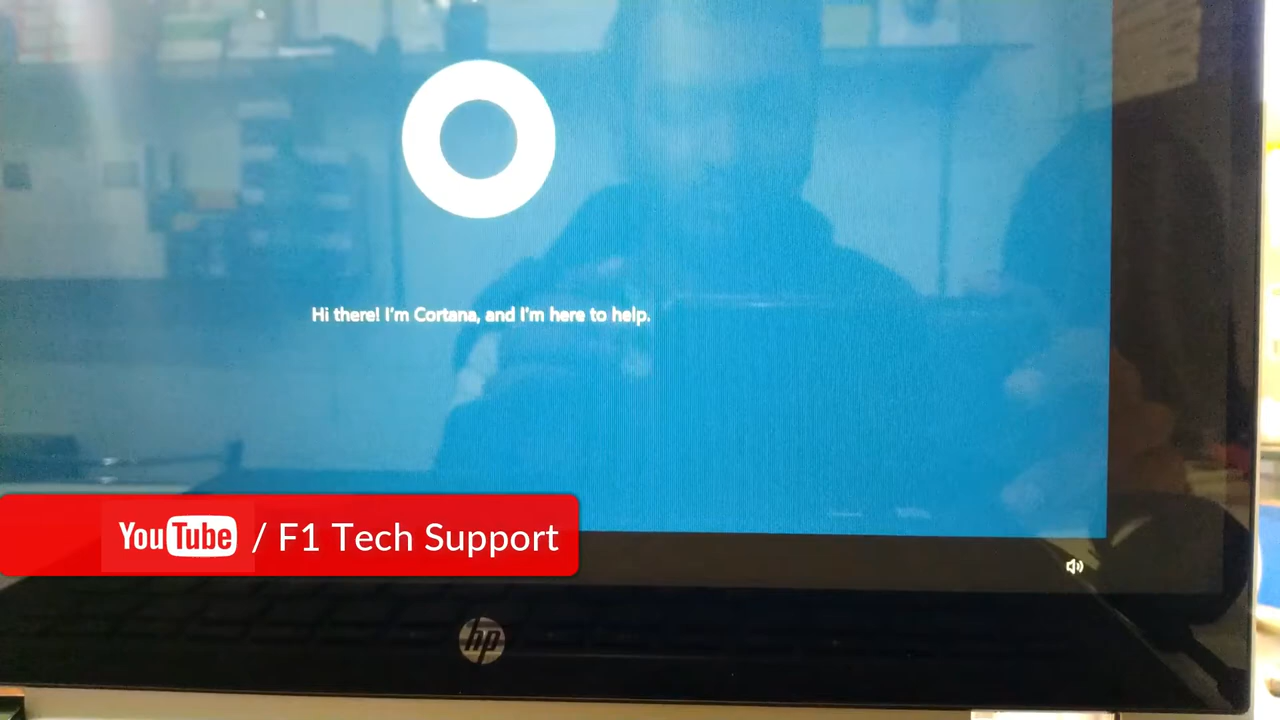 Hi there! I'm Cortana, and I'm here to help.
YouTube / F1 Tech Support
hp